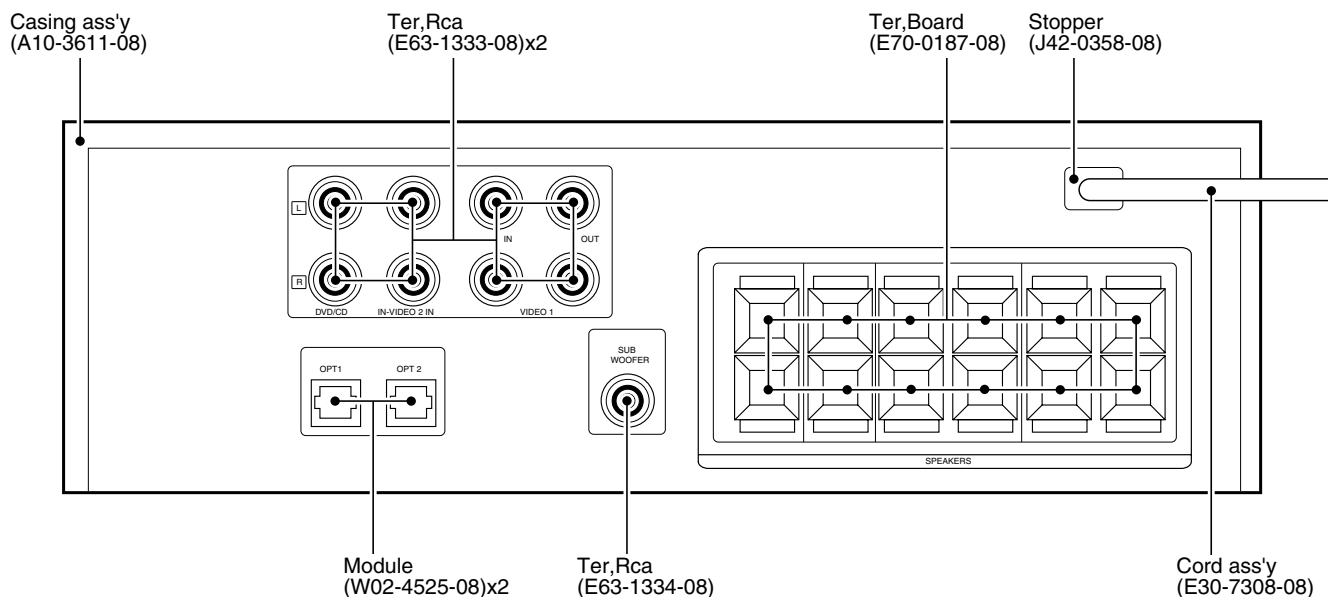 Casing ass'y
(A10-3611-08)
Ter,Rca
(E63-1333-08)x2
Ter,Board
(E70-0187-08)
Stopper
(J42-0358-08)
L
IN
OUT
R
DVD/CD
IN-VIDEO 2 IN
VIDEO 1
OPT1
OPT 2
SUB
WOOFER
SPEAKERS
Module
(W02-4525-08)x2
Ter,Rca
(E63-1334-08)
Cord ass'y
(E30-7308-08)